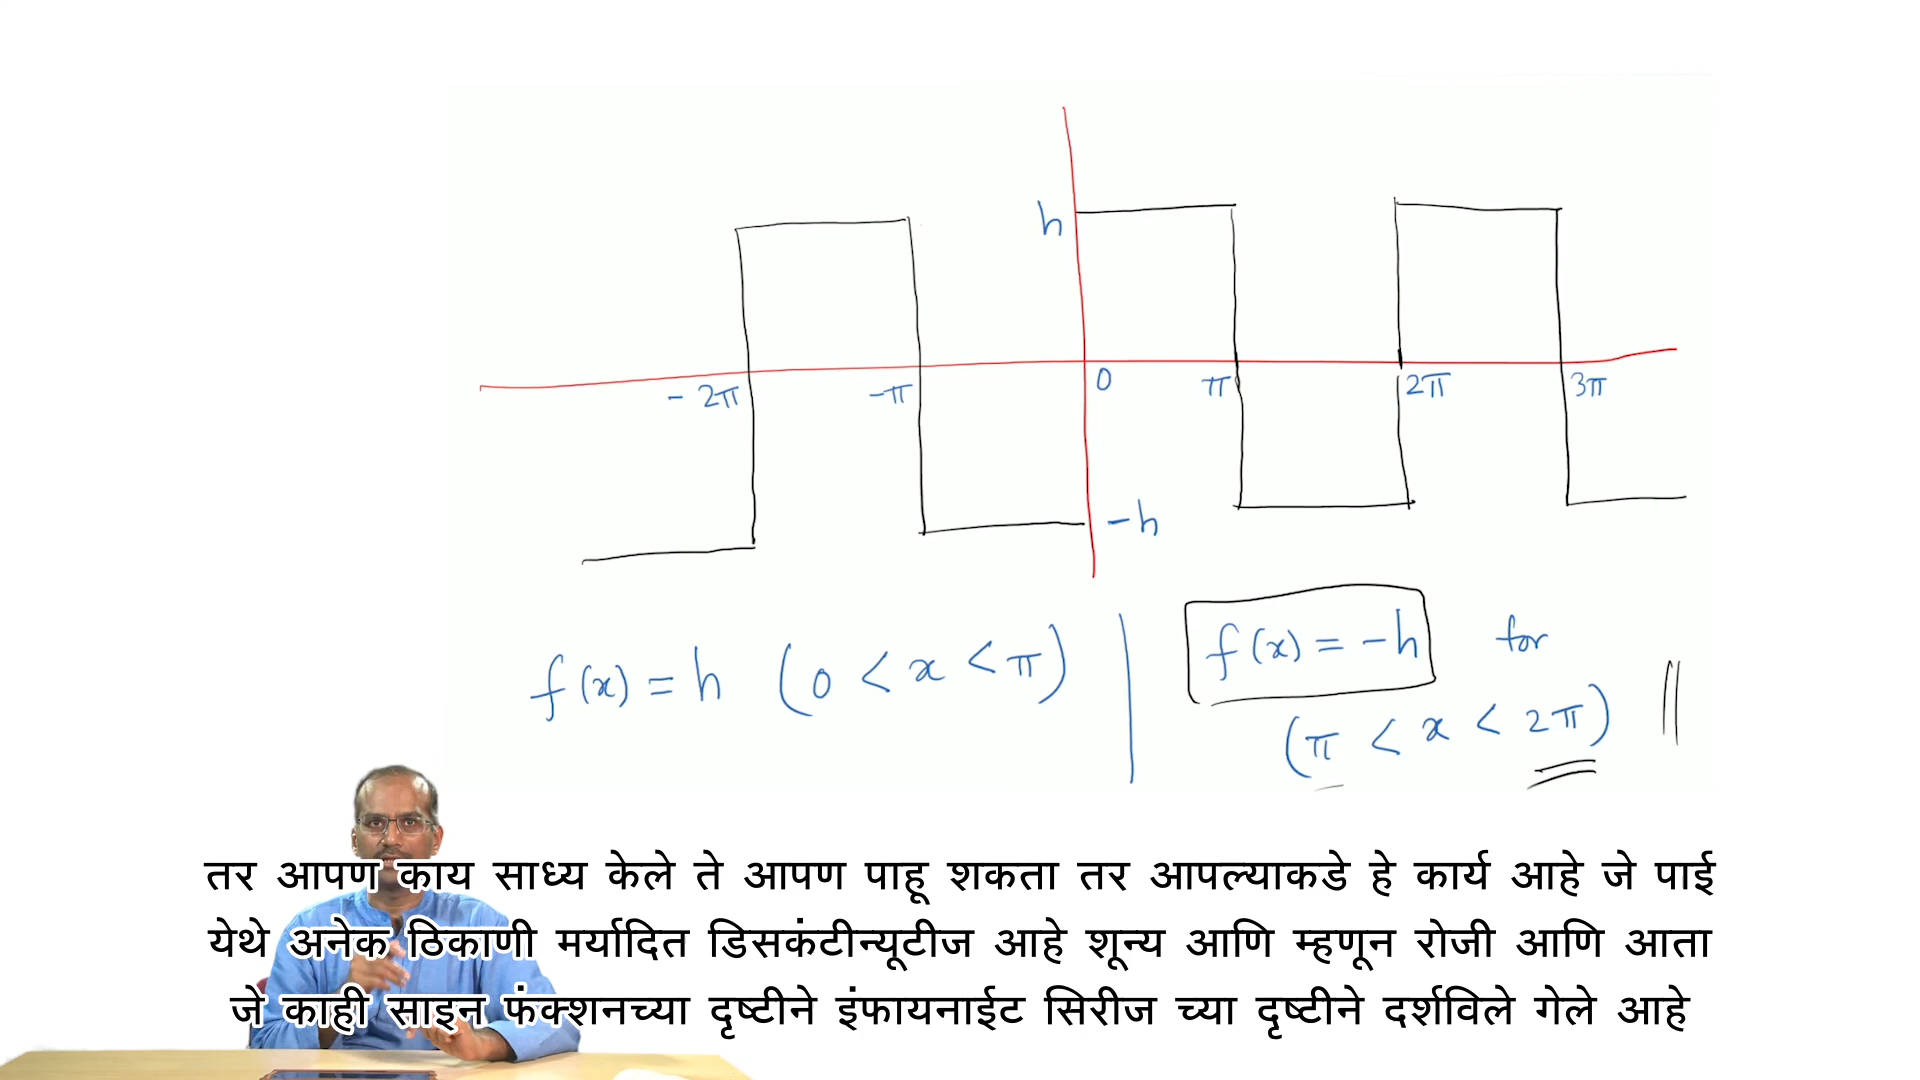 h
- 2π -π 0 π 2π 3π
-h
f(x) = h (0 < x < π) f(x) = -h for
(π < x < 2π)
तर आपण काय साध्य केले ते आपण पाहू शकता तर आपल्याकडे हे कार्य आहे जे पाई
येथे अनेक ठिकाणी मर्यादित डिसकंटीन्यूटीज आहे शून्य आणि म्हणून रोजी आणि आता
जे काही साइन फंक्शनच्या दृष्टीने इंफायनाईट सिरीज च्या दृष्टीने दर्शविले गेले आहे